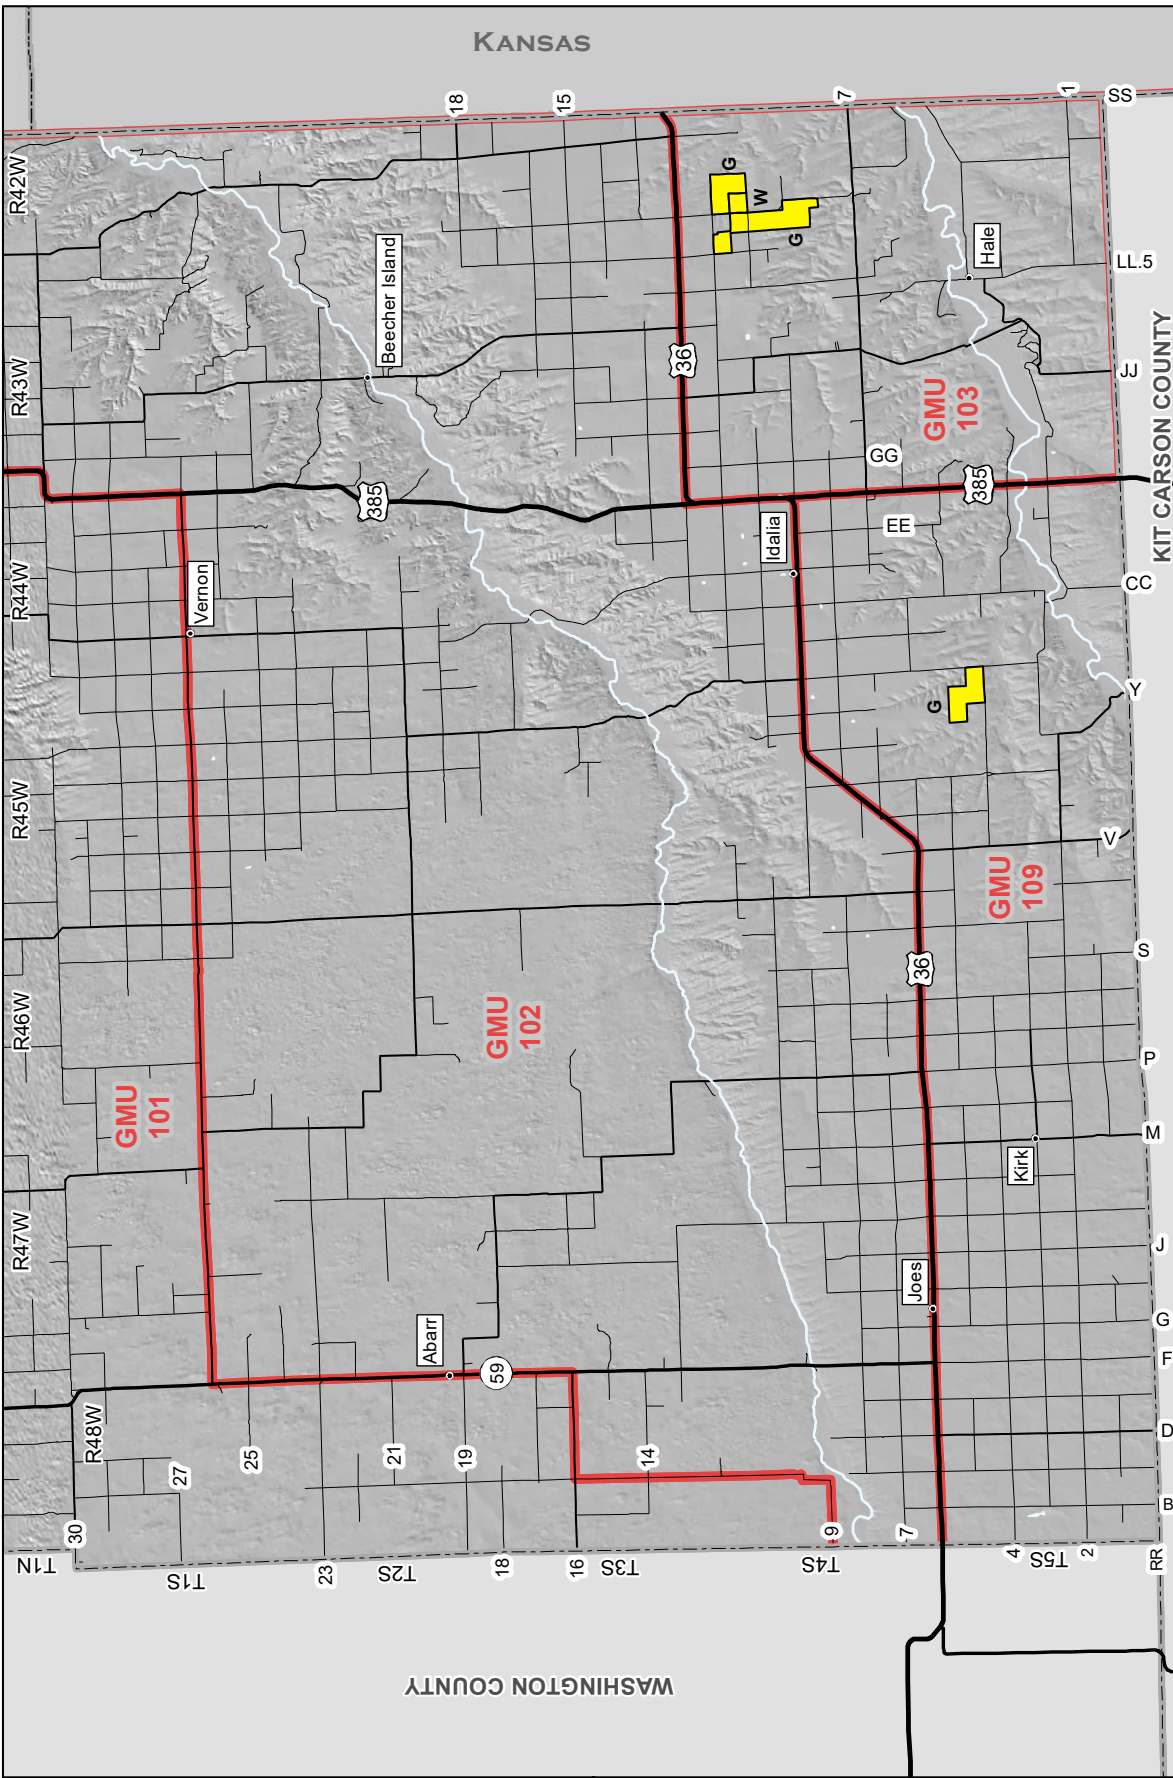 KANSAS
R42W
R43W
R44W
R45W
R46W
R47W
R48W
18
15
7
1
SS
Beecher Island
G
W
G
Hale
LL.5
KIT CARSON COUNTY
JJ
36
GMU
103
GG
385
385
EE
Idalia
CC
Vernon
Y
G
V
GMU
109
S
36
GMU
102
GMU
101
P
M
Kirk
J
Joes
G
F
Abarr
59
D
B
30
27
25
23
21
19
18
16
14
9
7
4
2
RR
T1N
T1S
T2S
T3S
T4S
T5S
WASHINGTON COUNTY